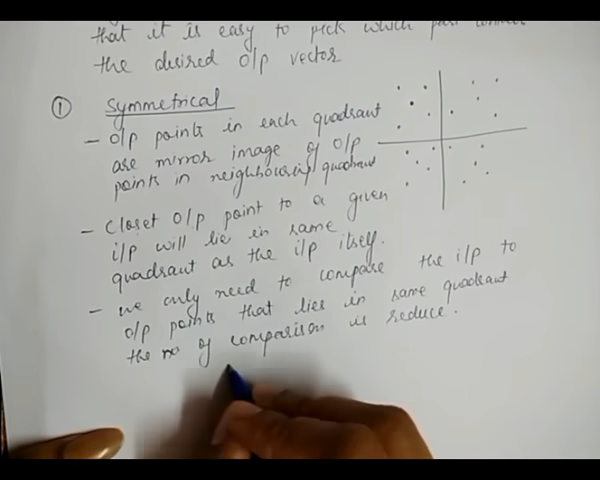 that it is easy to pick which part
the desired o/p vector
① Symmetrical
- o/p points in each quadrant
are mirror image of o/p
points in neighbouring quadrant
- Closet o/p point to a given
i/p will lie in same
quadrant as the i/p itself.
- we only need to compare the i/p to
o/p points that lies in same quadrant
the no of comparison is reduce.